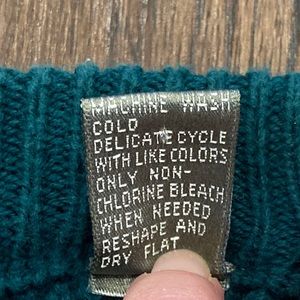 MACHINE WASH
COLD
DELICATE CYCLE
WITH LIKE COLORS
ONLY NON-
CHLORINE BLEACH
WHEN NEEDED
RESHAPE AND
DRY FLAT